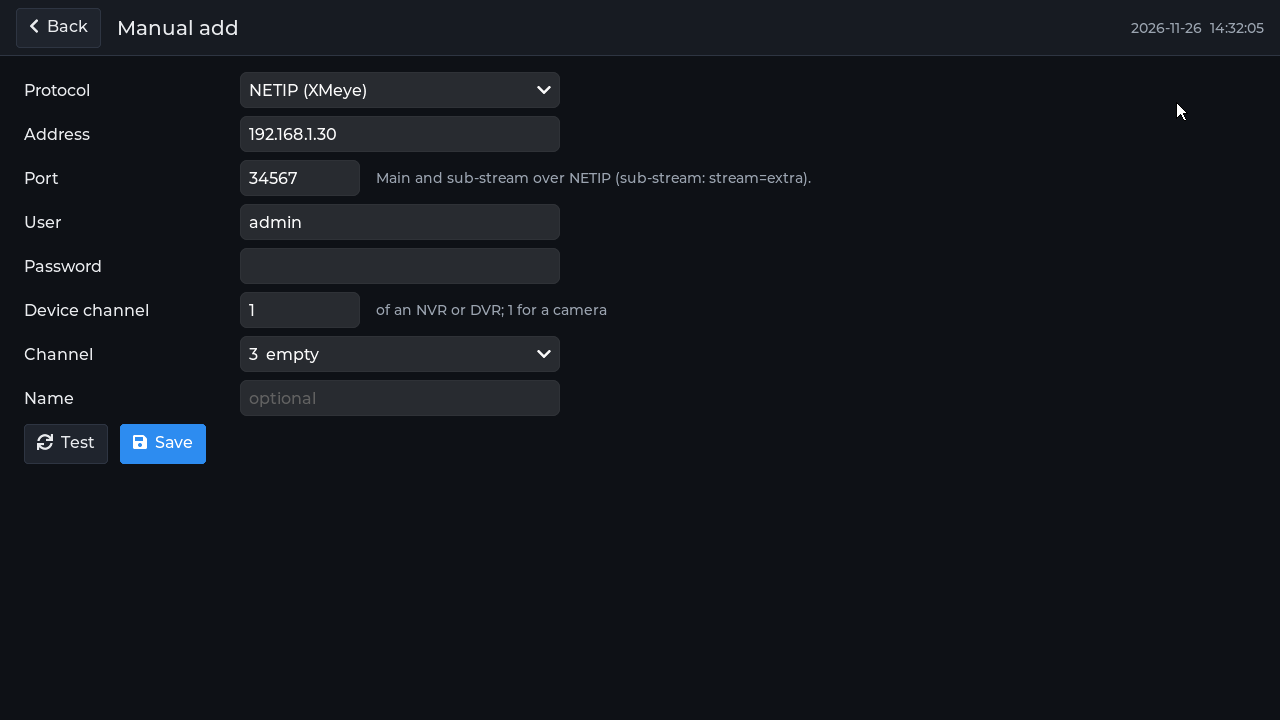 Back Manual add 2026-11-26 14:32:05
Protocol NETIP (XMeye)
Address 192.168.1.30
Port 34567 Main and sub-stream over NETIP (sub-stream: stream=extra).
User admin
Password
Device channel 1 of an NVR or DVR; 1 for a camera
Channel 3 empty
Name optional
Test Save